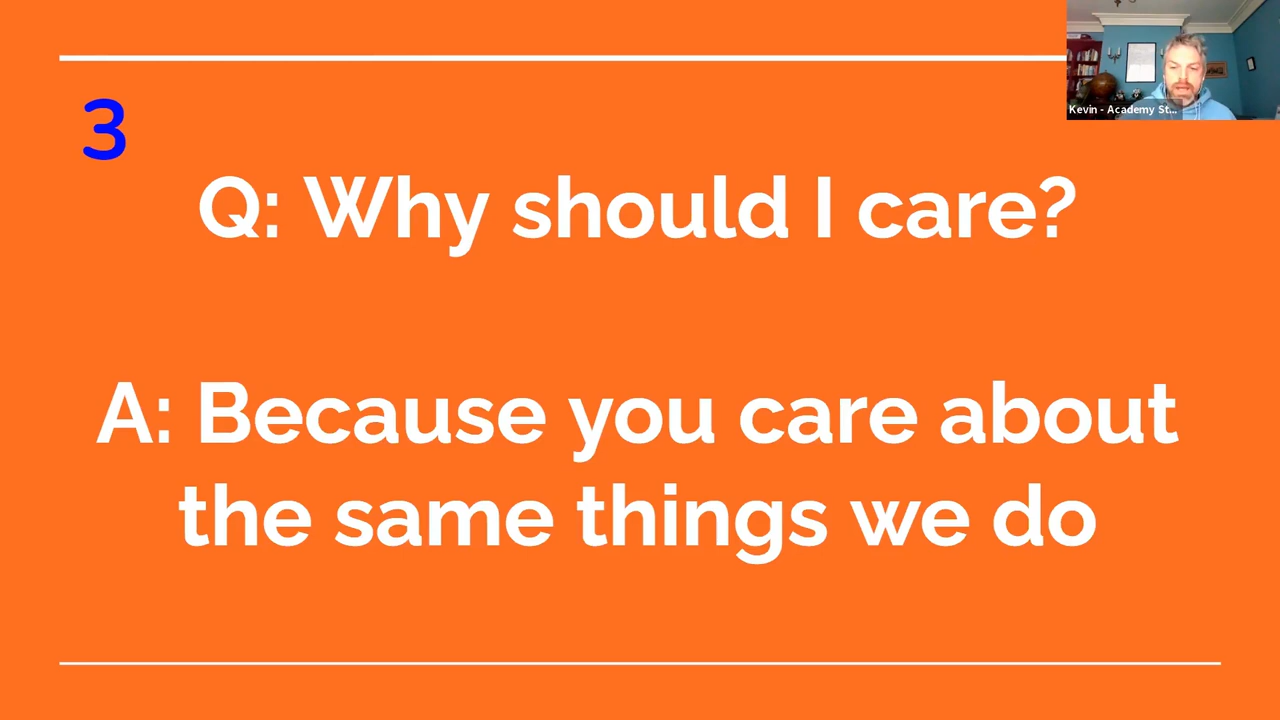 Kevin - Academy St...
3
Q: Why should I care?
A: Because you care about
the same things we do